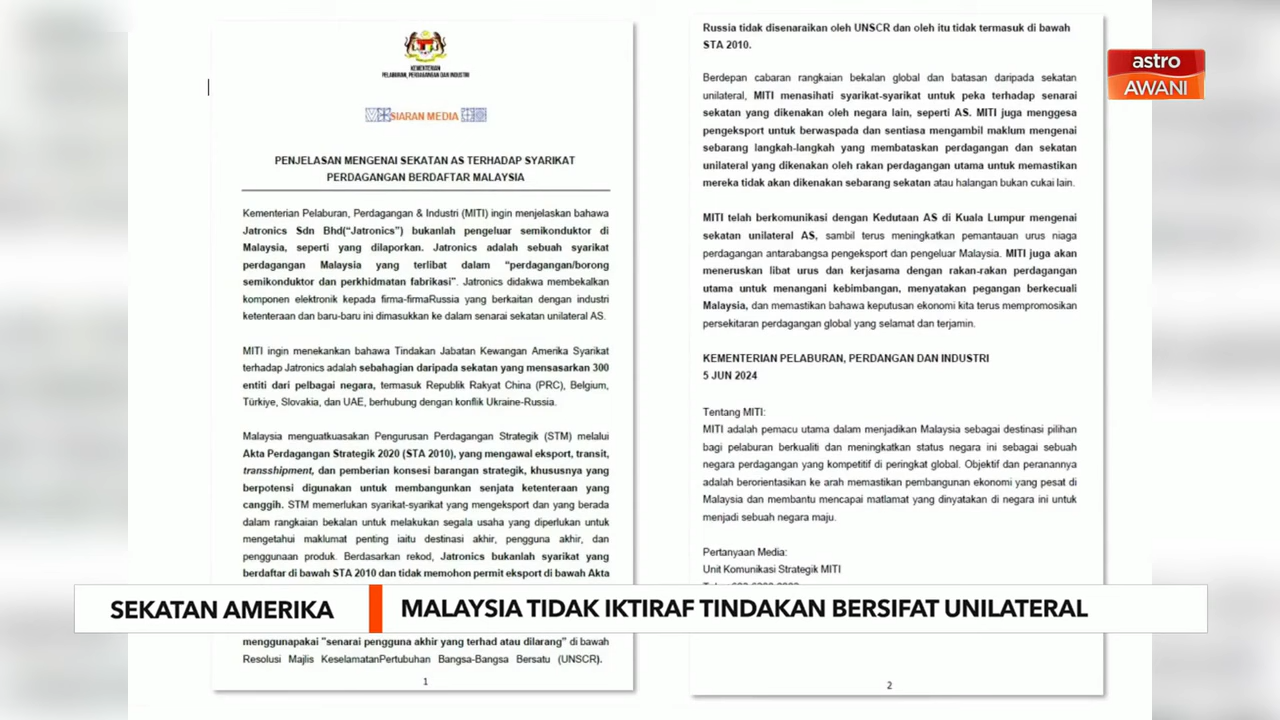 KEMENTERIAN
PELABURAN, PERDAGANGAN DAN INDUSTRI
SIARAN MEDIA
PENJELASAN MENGENAI SEKATAN AS TERHADAP SYARIKAT
PERDAGANGAN BERDAFTAR MALAYSIA
Kementerian Pelaburan, Perdagangan & Industri (MITI) ingin menjelaskan bahawa
Jatronics Sdn Bhd("Jatronics") bukanlah pengeluar semikonduktor di
Malaysia, seperti yang dilaporkan. Jatronics adalah sebuah syarikat
perdagangan Malaysia yang terlibat dalam "perdagangan/borong
semikonduktor dan perkhidmatan fabrikasi". Jatronics didakwa membekalkan
komponen elektronik kepada firma-firmaRussia yang berkaitan dengan industri
ketenteraan dan baru-baru ini dimasukkan ke dalam senarai sekatan unilateral AS.
MITI ingin menekankan bahawa Tindakan Jabatan Kewangan Amerika Syarikat
terhadap Jatronics adalah sebahagian daripada sekatan yang mensasarkan 300
entiti dari pelbagai negara, termasuk Republik Rakyat China (PRC), Belgium,
Türkiye, Slovakia, dan UAE, berhubung dengan konflik Ukraine-Russia.
Malaysia menguatkuasakan Pengurusan Perdagangan Strategik (STM) melalui
Akta Perdagangan Strategik 2020 (STA 2010), yang mengawal eksport, transit,
transshipment, dan pemberian konsesi barangan strategik, khususnya yang
berpotensi digunakan untuk membangunkan senjata ketenteraan yang
canggih. STM memerlukan syarikat-syarikat yang mengeksport dan yang berada
dalam rangkaian bekalan untuk melakukan segala usaha yang diperlukan untuk
mengetahui maklumat penting iaitu destinasi akhir, pengguna akhir, dan
penggunaan produk. Berdasarkan rekod, Jatronics bukanlah syarikat yang
berdaftar di bawah STA 2010 dan tidak memohon permit eksport di bawah Akta
menggunapakai "senarai pengguna akhir yang terhad atau dilarang" di bawah
Resolusi Majlis KeselamatanPertubuhan Bangsa-Bangsa Bersatu (UNSCR).
1
Russia tidak disenaraikan oleh UNSCR dan oleh itu tidak termasuk di bawah
STA 2010.
Berdepan cabaran rangkaian bekalan global dan batasan daripada sekatan
unilateral, MITI menasihati syarikat-syarikat untuk peka terhadap senarai
sekatan yang dikenakan oleh negara lain, seperti AS. MITI juga menggesa
pengeksport untuk berwaspada dan sentiasa mengambil maklum mengenai
sebarang langkah-langkah yang membataskan perdagangan dan sekatan
unilateral yang dikenakan oleh rakan perdagangan utama untuk memastikan
mereka tidak akan dikenakan sebarang sekatan atau halangan bukan cukai lain.
MITI telah berkomunikasi dengan Kedutaan AS di Kuala Lumpur mengenai
sekatan unilateral AS, sambil terus meningkatkan pemantauan urus niaga
perdagangan antarabangsa pengeksport dan pengeluar Malaysia. MITI juga akan
meneruskan libat urus dan kerjasama dengan rakan-rakan perdagangan
utama untuk menangani kebimbangan, menyatakan pegangan berkecuali
Malaysia, dan memastikan bahawa keputusan ekonomi kita terus mempromosikan
persekitaran perdagangan global yang selamat dan terjamin.
KEMENTERIAN PELABURAN, PERDANGAN DAN INDUSTRI
5 JUN 2024
Tentang MITI:
MITI adalah pemacu utama dalam menjadikan Malaysia sebagai destinasi pilihan
bagi pelaburan berkualiti dan meningkatkan status negara ini sebagai sebuah
negara perdagangan yang kompetitif di peringkat global. Objektif dan peranannya
adalah berorientasikan ke arah memastikan pembangunan ekonomi yang pesat di
Malaysia dan membantu mencapai matlamat yang dinyatakan di negara ini untuk
menjadi sebuah negara maju.
Pertanyaan Media:
Unit Komunikasi Strategik MITI
2
astro
AWANI
SEKATAN AMERIKA
MALAYSIA TIDAK IKTIRAF TINDAKAN BERSIFAT UNILATERAL